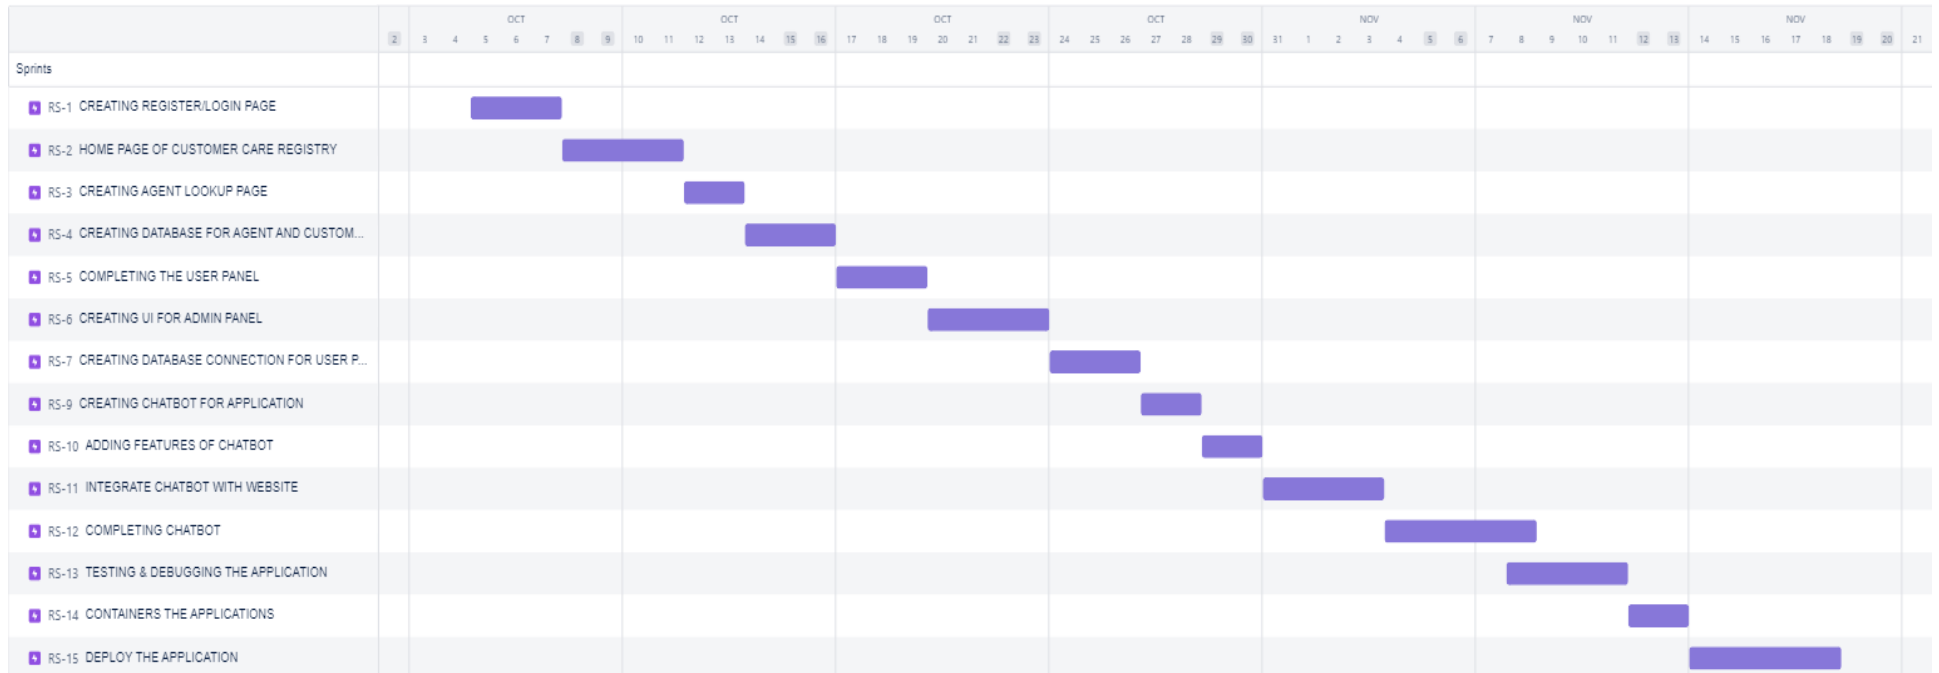 OCT OCT OCT OCT NOV NOV NOV
2 3 4 5 6 7 8 9 10 11 12 13 14 15 16 17 18 19 20 21 22 23 24 25 26 27 28 29 30 31 1 2 3 4 5 6 7 8 9 10 11 12 13 14 15 16 17 18 19 20 21
Sprints
RS-1 CREATING REGISTER/LOGIN PAGE
RS-2 HOME PAGE OF CUSTOMER CARE REGISTRY
RS-3 CREATING AGENT LOOKUP PAGE
RS-4 CREATING DATABASE FOR AGENT AND CUSTOM...
RS-5 COMPLETING THE USER PANEL
RS-6 CREATING UI FOR ADMIN PANEL
RS-7 CREATING DATABASE CONNECTION FOR USER P...
RS-9 CREATING CHATBOT FOR APPLICATION
RS-10 ADDING FEATURES OF CHATBOT
RS-11 INTEGRATE CHATBOT WITH WEBSITE
RS-12 COMPLETING CHATBOT
RS-13 TESTING & DEBUGGING THE APPLICATION
RS-14 CONTAINERS THE APPLICATIONS
RS-15 DEPLOY THE APPLICATION